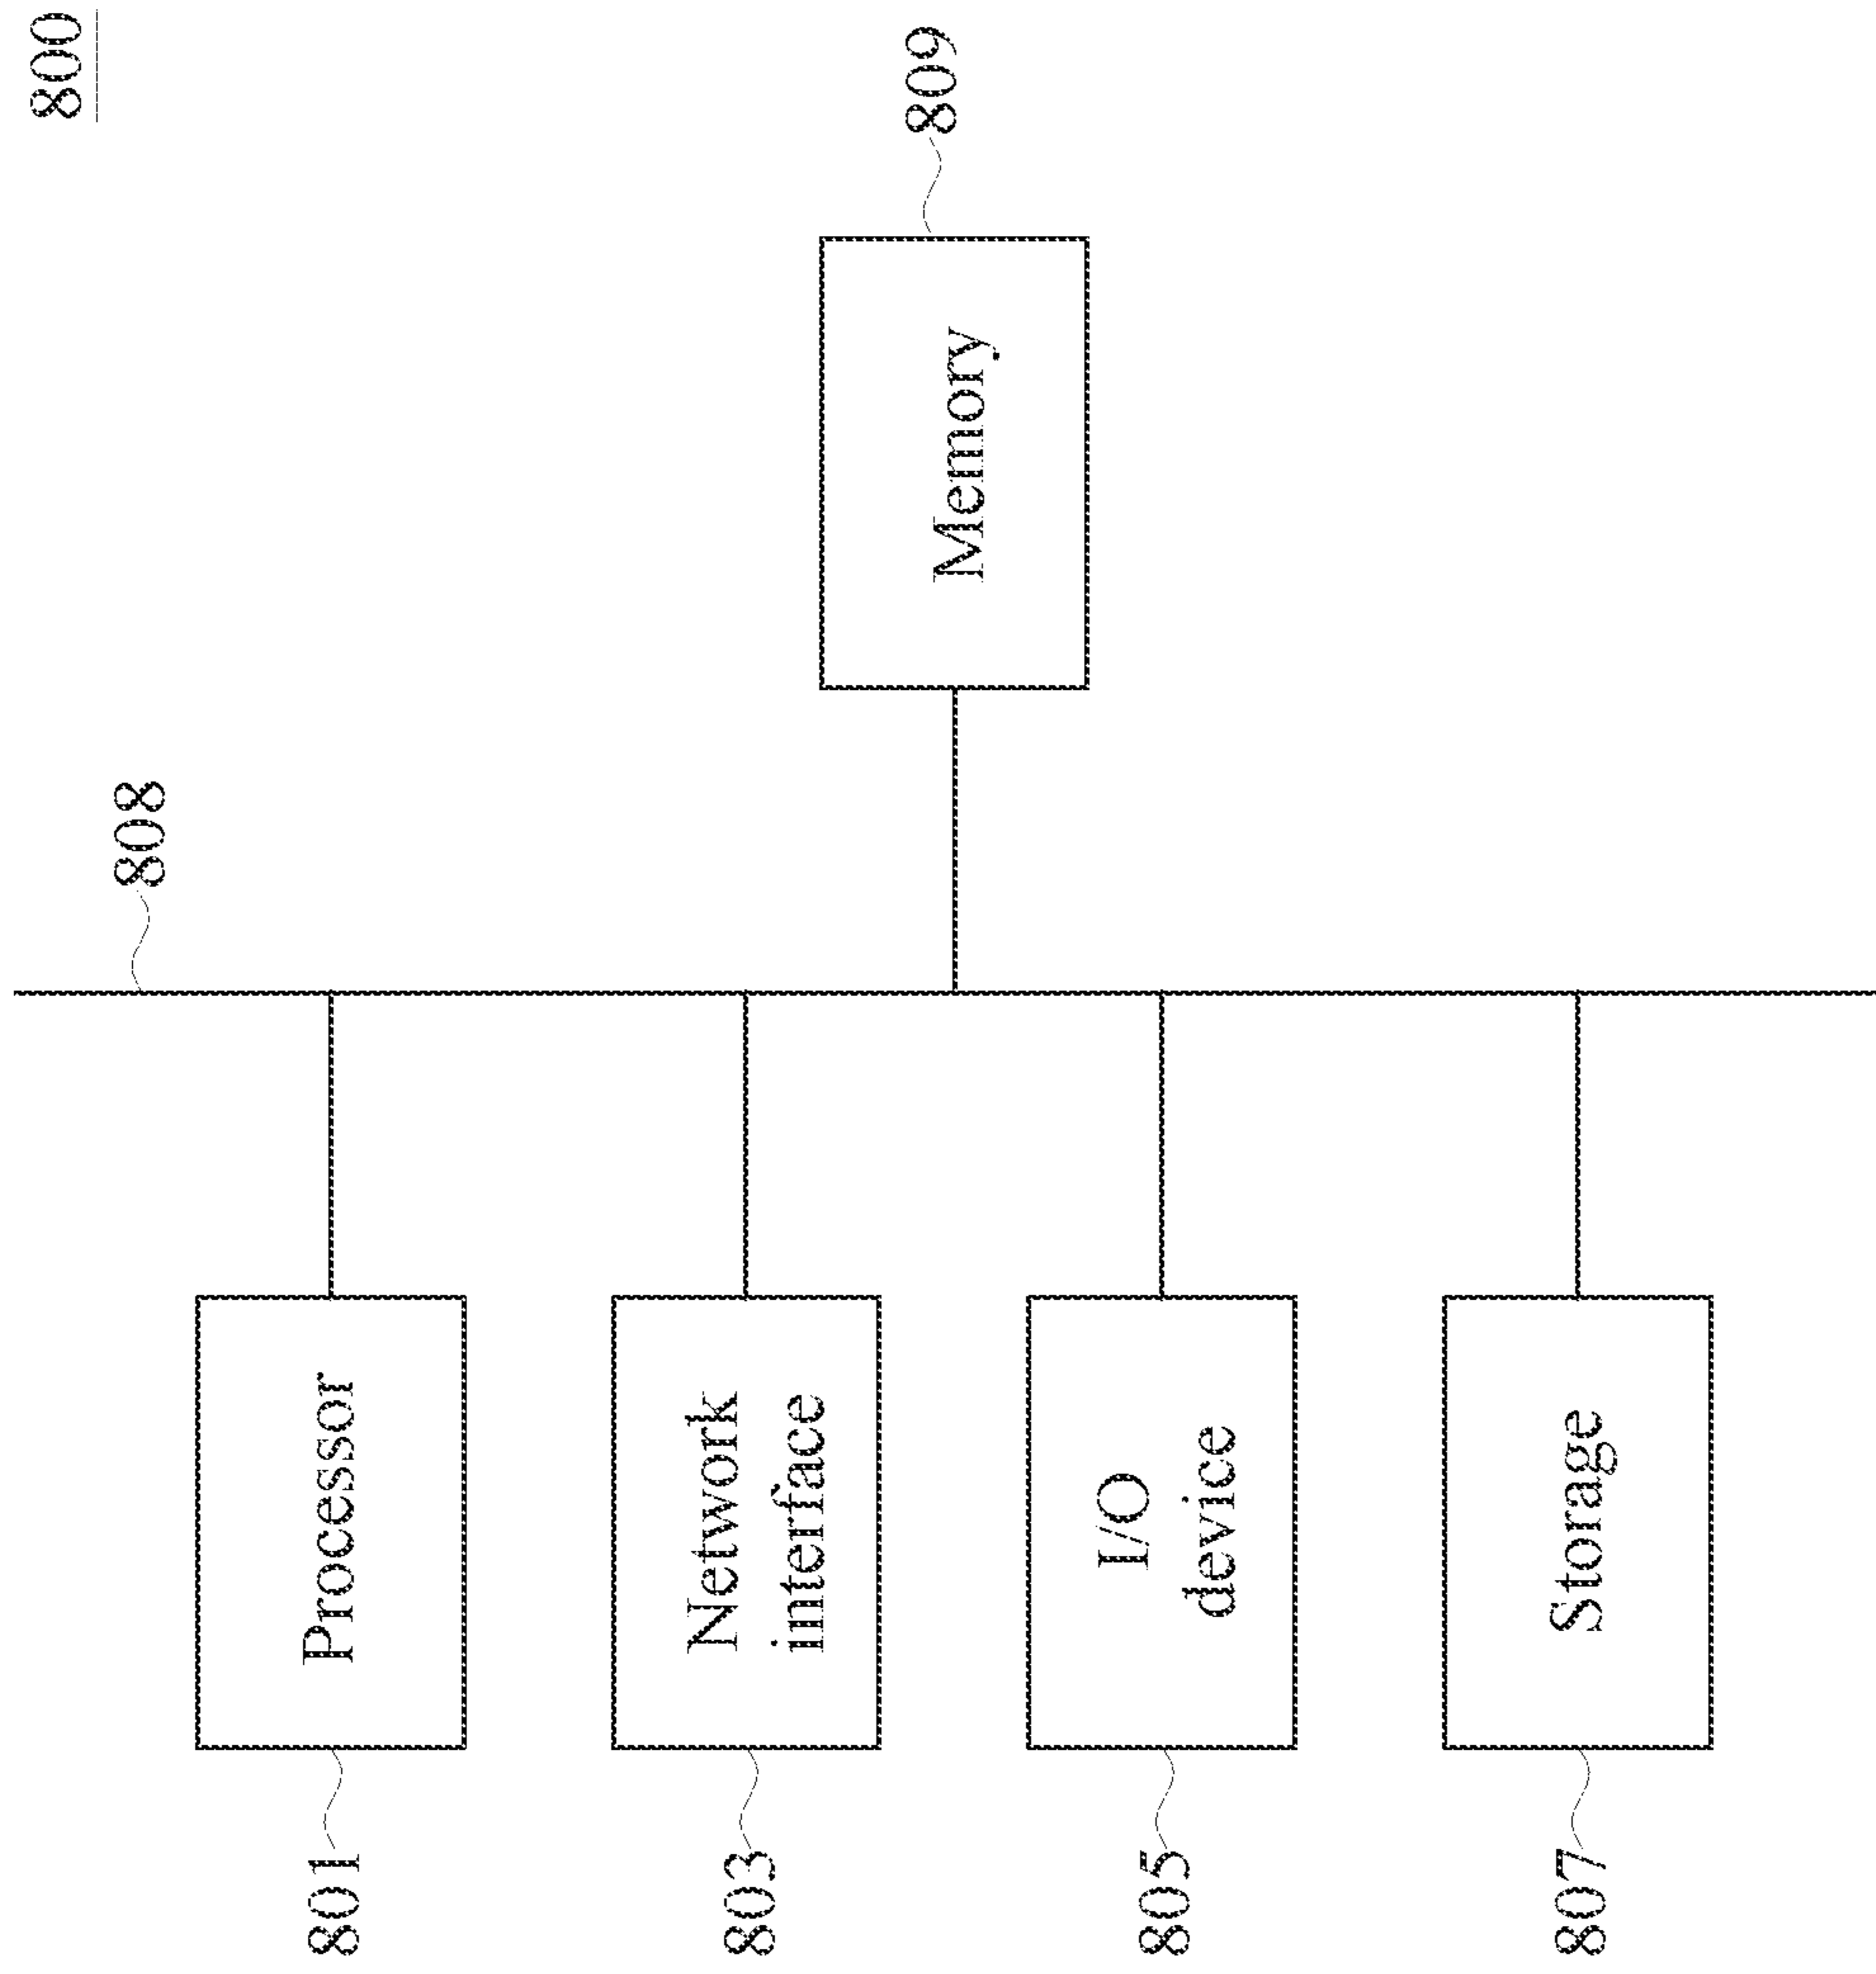 800
808
809
Memory
801
Processor
803
Network
interface
805
I/O
device
807
Storage